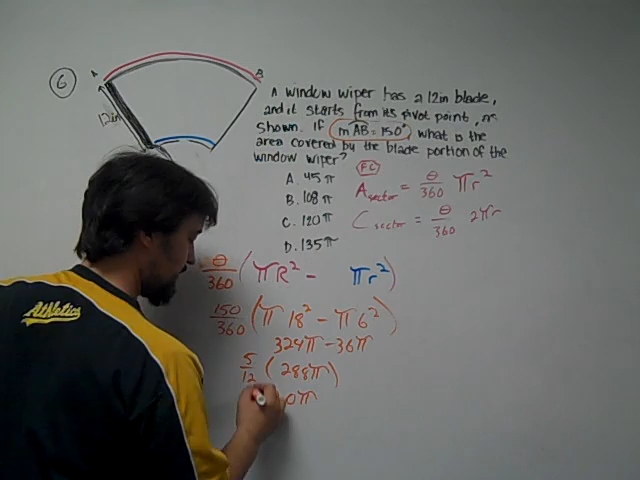 6
A
B
12in
A window wiper has a 12in blade,
and it starts from its pivot point, as
shown. If mAB = 150° what is the
area covered by the blade portion of the
window wiper?
A. 45π
B. 108π
C. 120π
D. 135π
FC
A sector = θ/360 πr²
C sector = θ/360 2πr
θ/360 (πR² - πr²)
150/360 (π 18² - π 6²)
324π - 36π
5/12 (288π)
0π
Athletics